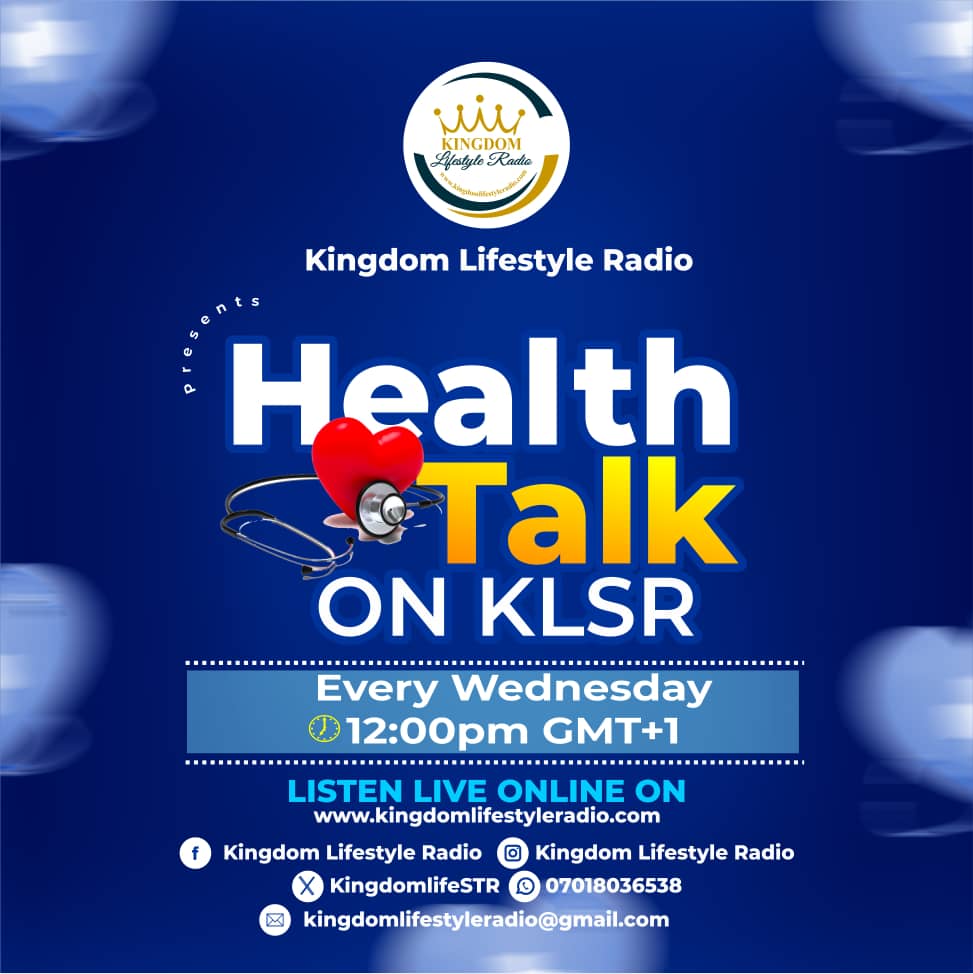 KINGDOM
Lifestyle Radio
www.kingdomlifestyleradio.com
Kingdom Lifestyle Radio
presents
Health
Talk
ON KLSR
Every Wednesday
12:00pm GMT+1
LISTEN LIVE ONLINE ON
www.kingdomlifestyleradio.com
Kingdom Lifestyle Radio Kingdom Lifestyle Radio
KingdomlifeSTR 07018036538
kingdomlifestyleradio@gmail.com